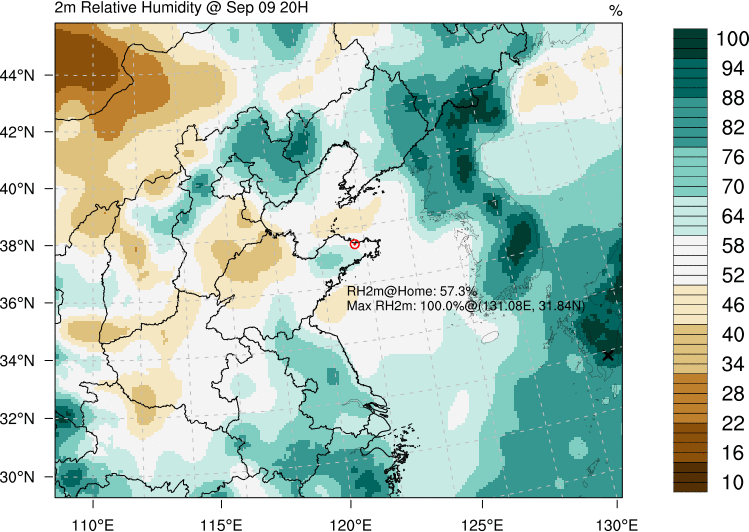 2m Relative Humidity @ Sep 09 20H
%
44°N
42°N
40°N
38°N
36°N
34°N
32°N
30°N
110°E
115°E
120°E
125°E
130°E
RH2m@Home: 57.3%
Max RH2m: 100.0%@(131.08E, 31.84N)
100
94
88
82
76
70
64
58
52
46
40
34
28
22
16
10